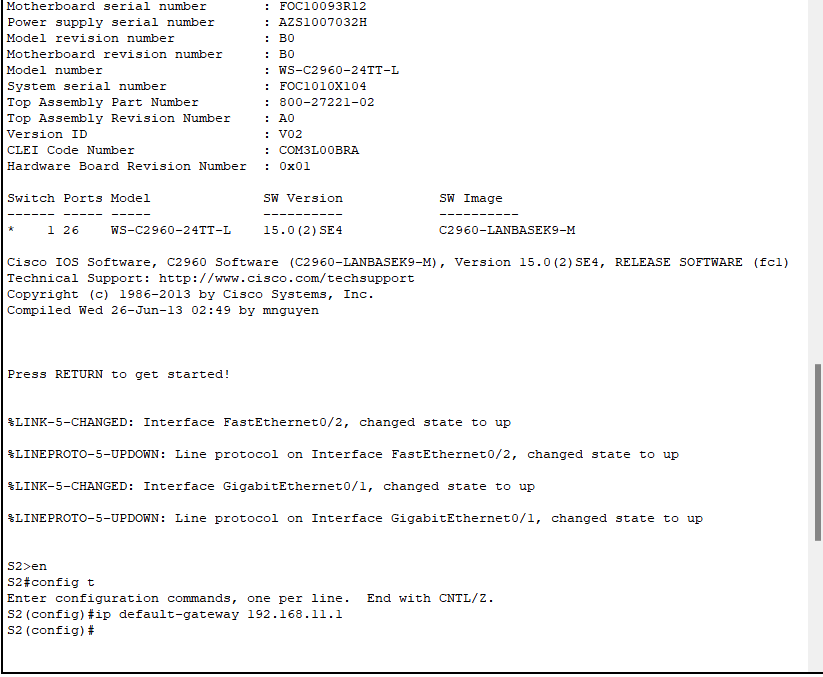 Motherboard serial number       : FOC10093R12
Power supply serial number      : AZS1007032H
Model revision number           : B0
Motherboard revision number     : B0
Model number                    : WS-C2960-24TT-L
System serial number            : FOC1010X104
Top Assembly Part Number        : 800-27221-02
Top Assembly Revision Number    : A0
Version ID                      : V02
CLEI Code Number                : COM3L00BRA
Hardware Board Revision Number  : 0x01

Switch Ports Model              SW Version            SW Image
------ ----- -----              ----------            ----------
*    1 26    WS-C2960-24TT-L    15.0(2)SE4            C2960-LANBASEK9-M

Cisco IOS Software, C2960 Software (C2960-LANBASEK9-M), Version 15.0(2)SE4, RELEASE SOFTWARE (fc1)
Technical Support: http://www.cisco.com/techsupport
Copyright (c) 1986-2013 by Cisco Systems, Inc.
Compiled Wed 26-Jun-13 02:49 by mnguyen

Press RETURN to get started!

%LINK-5-CHANGED: Interface FastEthernet0/2, changed state to up

%LINEPROTO-5-UPDOWN: Line protocol on Interface FastEthernet0/2, changed state to up

%LINK-5-CHANGED: Interface GigabitEthernet0/1, changed state to up

%LINEPROTO-5-UPDOWN: Line protocol on Interface GigabitEthernet0/1, changed state to up

S2>en
S2#config t
Enter configuration commands, one per line.  End with CNTL/Z.
S2(config)#ip default-gateway 192.168.11.1
S2(config)#